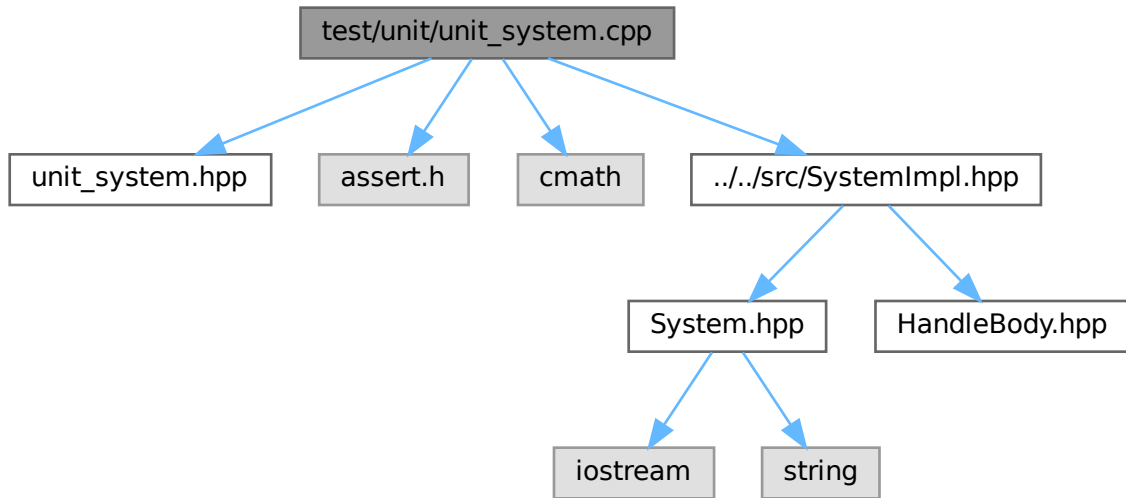 test/unit/unit_system.cpp
unit_system.hpp
assert.h
cmath
../../src/SystemImpl.hpp
System.hpp
HandleBody.hpp
iostream
string